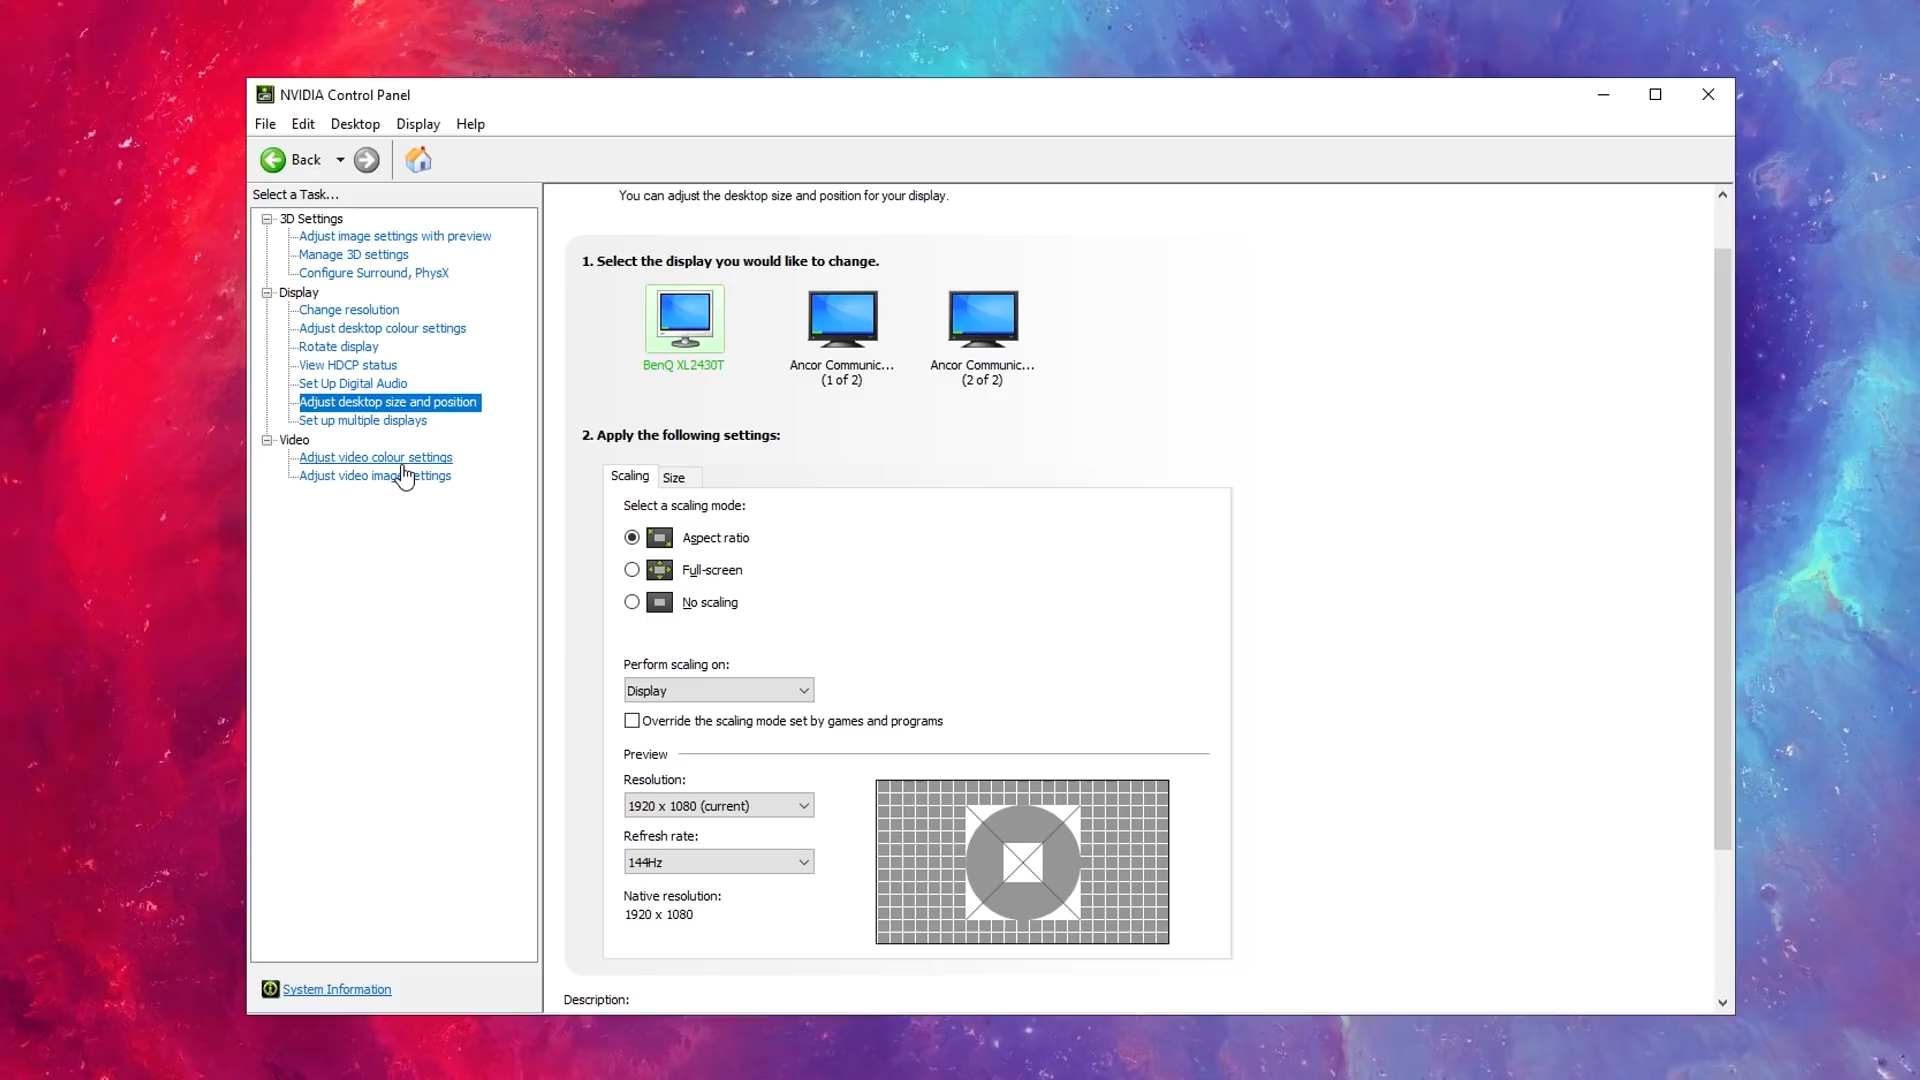 NVIDIA Control Panel
File Edit Desktop Display Help
Back
Select a Task...
3D Settings
Adjust image settings with preview
Manage 3D settings
Configure Surround, PhysX
Display
Change resolution
Adjust desktop colour settings
Rotate display
View HDCP status
Set Up Digital Audio
Adjust desktop size and position
Set up multiple displays
Video
Adjust video colour settings
Adjust video image settings
System Information
You can adjust the desktop size and position for your display.
1. Select the display you would like to change.
BenQ XL2430T
Ancor Communic...
(1 of 2)
Ancor Communic...
(2 of 2)
2. Apply the following settings:
Scaling Size
Select a scaling mode:
Aspect ratio
Full-screen
No scaling
Perform scaling on:
Display
Override the scaling mode set by games and programs
Preview
Resolution:
1920 x 1080 (current)
Refresh rate:
144Hz
Native resolution:
1920 x 1080
Description: